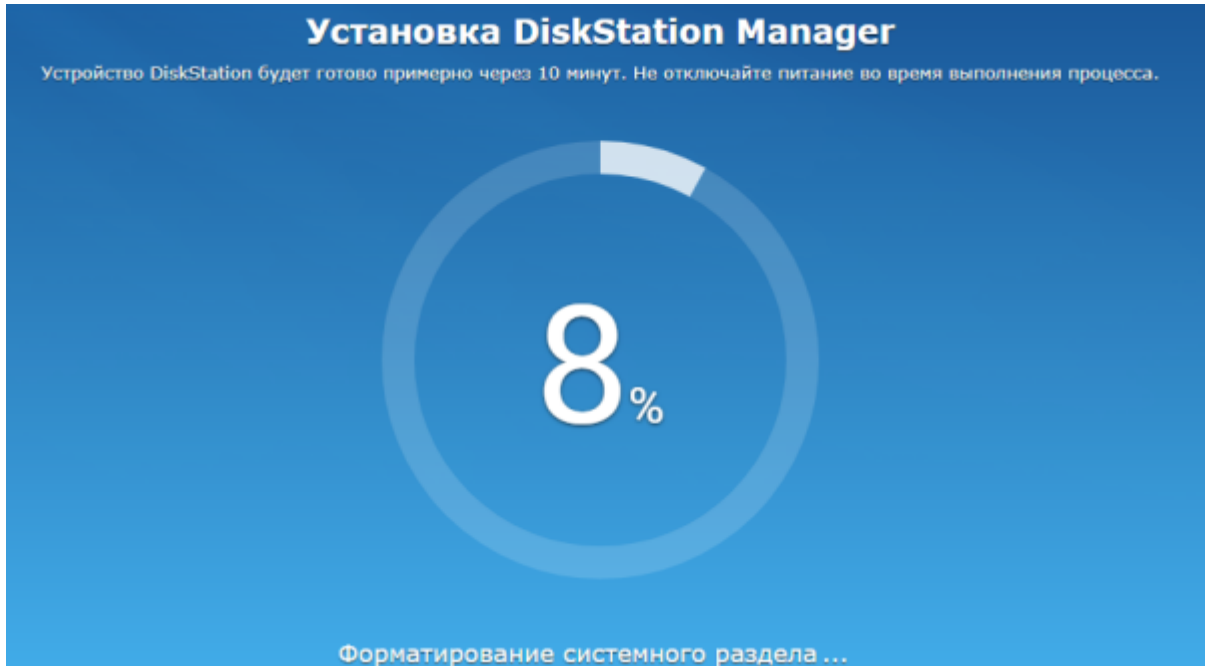 Установка DiskStation Manager
Устройство DiskStation будет готово примерно через 10 минут. Не отключайте питание во время выполнения процесса.
8%
Форматирование системного раздела ...